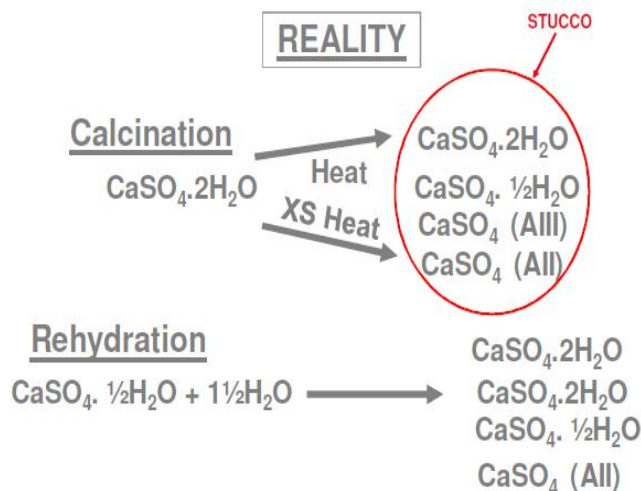 REALITY
STUCCO
Calcination
CaSO₄.2H₂O
Heat
XS Heat
CaSO₄.2H₂O
CaSO₄. ½H₂O
CaSO₄ (AIII)
CaSO₄ (AII)
Rehydration
CaSO₄. ½H₂O + 1½H₂O
CaSO₄.2H₂O
CaSO₄.2H₂O
CaSO₄. ½H₂O
CaSO₄ (AII)